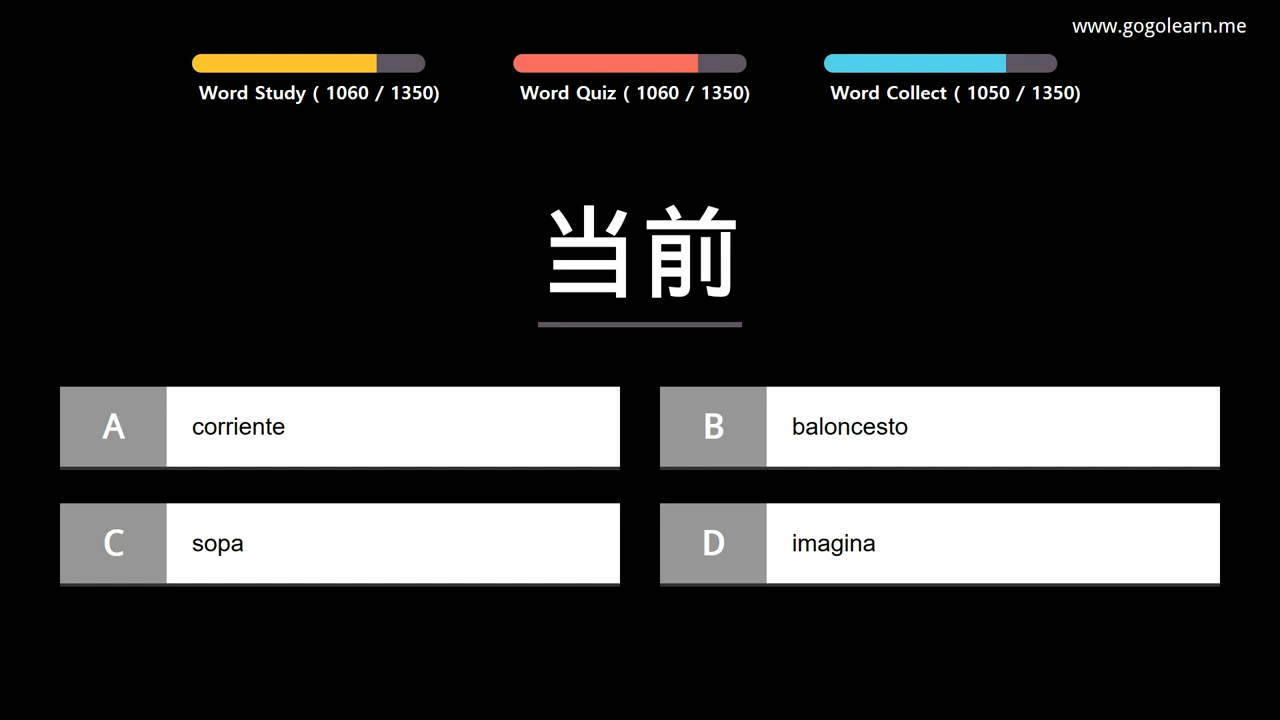 www.gogolearn.me
Word Study ( 1060 / 1350)
Word Quiz ( 1060 / 1350)
Word Collect ( 1050 / 1350)
当前
A corriente
B baloncesto
C sopa
D imagina